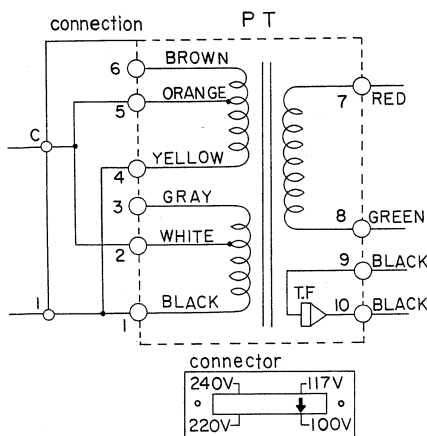 connection
P T
6 BROWN
5 ORANGE
7 RED
C
4 YELLOW
3 GRAY
8 GREEN
2 WHITE
9 BLACK
T.F
1 1 BLACK
10 BLACK
connector
240V 117V
220V 100V